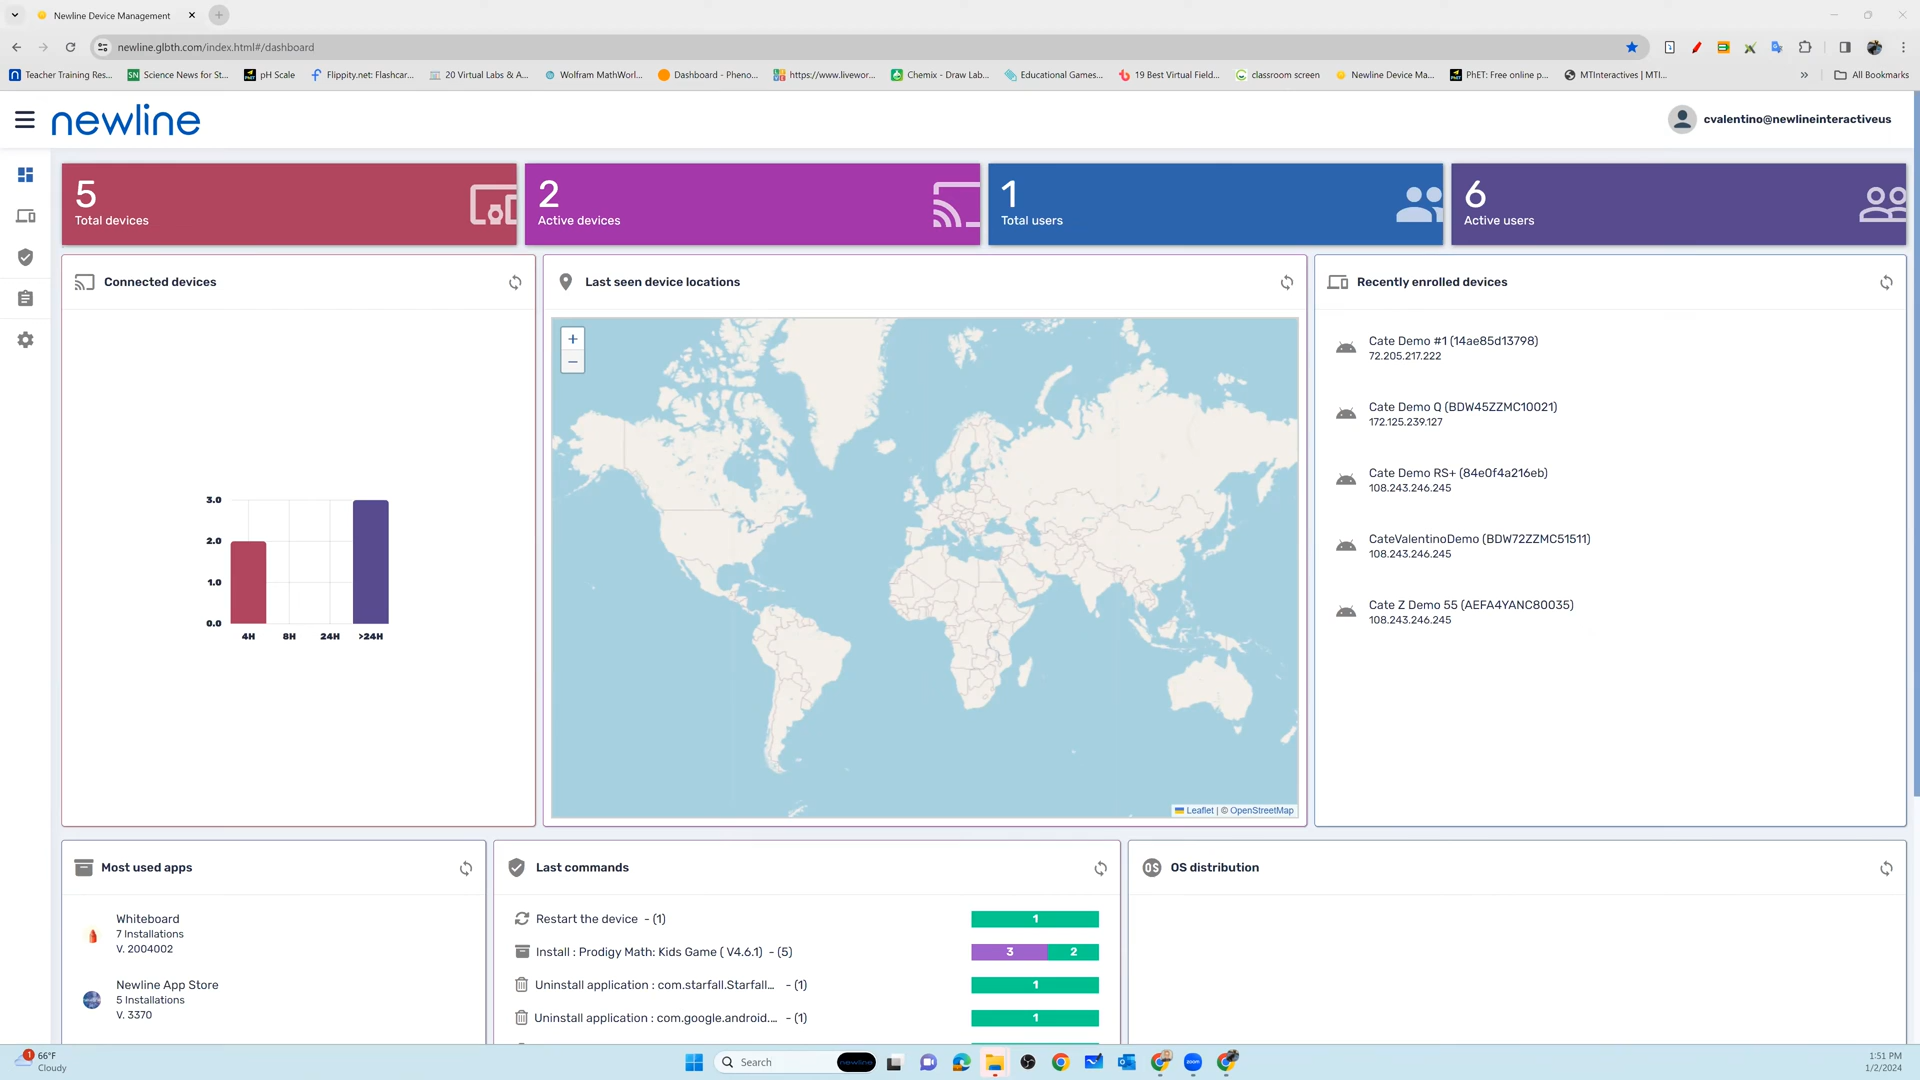 Newline Device Management
newline.glbth.com/index.html#/dashboard
Teacher Training Res...
Science News for St...
pH Scale
Flippity.net: Flashcar...
20 Virtual Labs & A...
Wolfram MathWorl...
Dashboard - Pheno...
https://www.livewor...
Chemix - Draw Lab...
Educational Games...
19 Best Virtual Field...
classroom screen
Newline Device Ma...
PhET: Free online p...
MTInteractives | MTI...
All Bookmarks
newline
cvalentino@newlineinteractiveus
5
Total devices
2
Active devices
1
Total users
6
Active users
Connected devices
3.0
2.0
1.0
0.0
4H 8H 24H >24H
Last seen device locations
+
−
Leaflet | © OpenStreetMap
Recently enrolled devices
Cate Demo #1 (14ae85d13798)
72.205.217.222
Cate Demo Q (BDW45ZZMC10021)
172.125.239.127
Cate Demo RS+ (84e0f4a216eb)
108.243.246.245
CateValentinoDemo (BDW72ZZMC51511)
108.243.246.245
Cate Z Demo 55 (AEFA4YANC80035)
108.243.246.245
Most used apps
Whiteboard
7 Installations
V. 2004002
Newline App Store
5 Installations
V. 3370
Last commands
Restart the device - (1)
1
Install : Prodigy Math: Kids Game ( V4.6.1) - (5)
3 2
Uninstall application : com.starfall.Starfall... - (1)
1
Uninstall application : com.google.android.... - (1)
1
OS
OS distribution
1
66°F
Cloudy
Search
newline
zoom
1:51 PM
1/2/2024